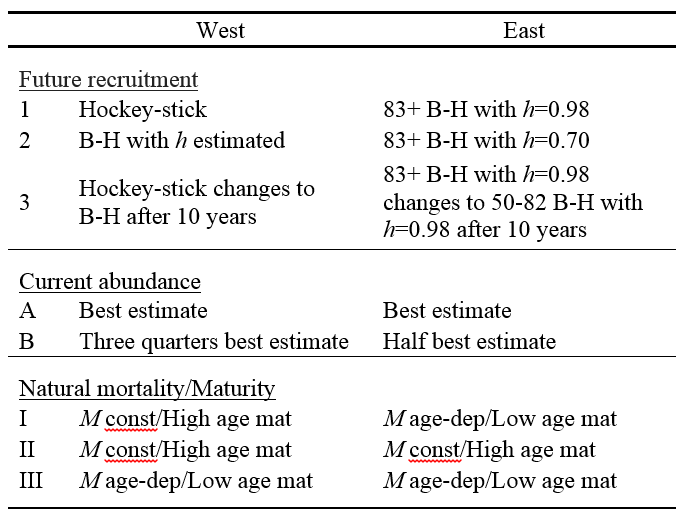 West East
Future recruitment
1 Hockey-stick 83+ B-H with h=0.98
2 B-H with h estimated 83+ B-H with h=0.70
3 Hockey-stick changes to B-H after 10 years 83+ B-H with h=0.98 changes to 50-82 B-H with h=0.98 after 10 years
Current abundance
A Best estimate Best estimate
B Three quarters best estimate Half best estimate
Natural mortality/Maturity
I M const/High age mat M age-dep/Low age mat
II M const/High age mat M const/High age mat
III M age-dep/Low age mat M age-dep/Low age mat